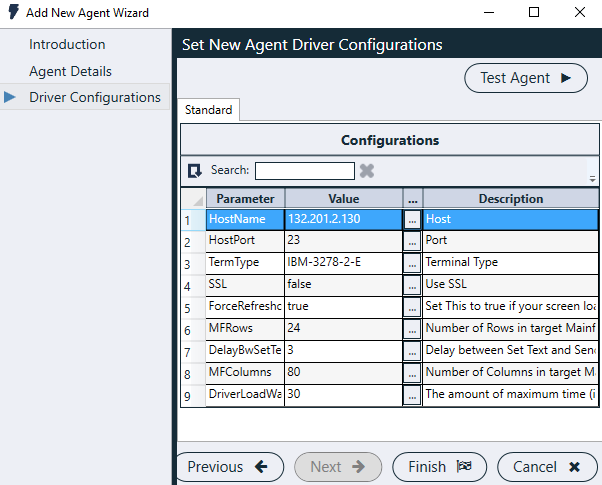 Add New Agent Wizard
Introduction
Agent Details
Driver Configurations
Set New Agent Driver Configurations
Test Agent
Standard
Configurations
Search:
Parameter Value ... Description
1 HostName 132.201.2.130 ... Host
2 HostPort 23 ... Port
3 TermType IBM-3278-2-E ... Terminal Type
4 SSL false ... Use SSL
5 ForceRefresho true ... Set This to true if your screen loa
6 MFRows 24 ... Number of Rows in target Mainf
7 DelayBwSetTe 3 ... Delay between Set Text and Send
8 MFColumns 80 ... Number of Columns in target Ma
9 DriverLoadWa 30 ... The amount of maximum time (i
Previous Next Finish Cancel